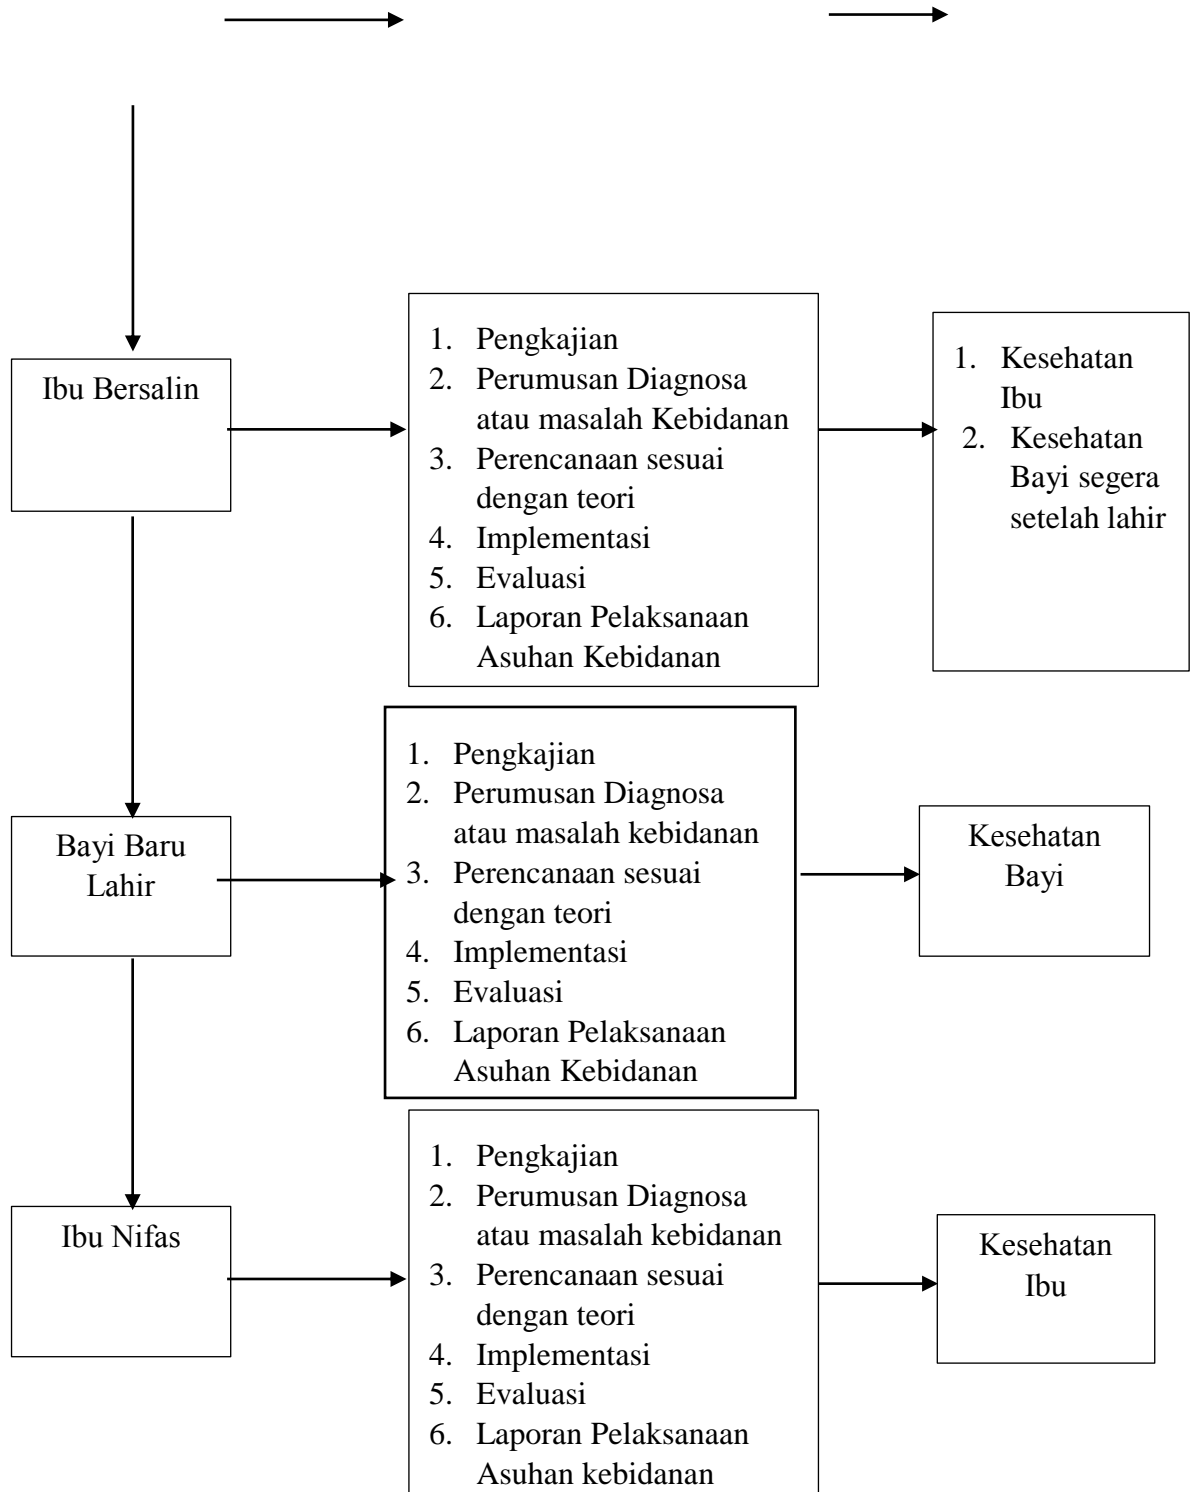 Ibu Bersalin
1. Pengkajian
2. Perumusan Diagnosa
atau masalah Kebidanan
3. Perencanaan sesuai
dengan teori
4. Implementasi
5. Evaluasi
6. Laporan Pelaksanaan
Asuhan Kebidanan
1. Kesehatan
Ibu
2. Kesehatan
Bayi segera
setelah lahir
Bayi Baru
Lahir
1. Pengkajian
2. Perumusan Diagnosa
atau masalah kebidanan
3. Perencanaan sesuai
dengan teori
4. Implementasi
5. Evaluasi
6. Laporan Pelaksanaan
Asuhan Kebidanan
Kesehatan
Bayi
Ibu Nifas
1. Pengkajian
2. Perumusan Diagnosa
atau masalah kebidanan
3. Perencanaan sesuai
dengan teori
4. Implementasi
5. Evaluasi
6. Laporan Pelaksanaan
Asuhan kebidanan
Kesehatan
Ibu